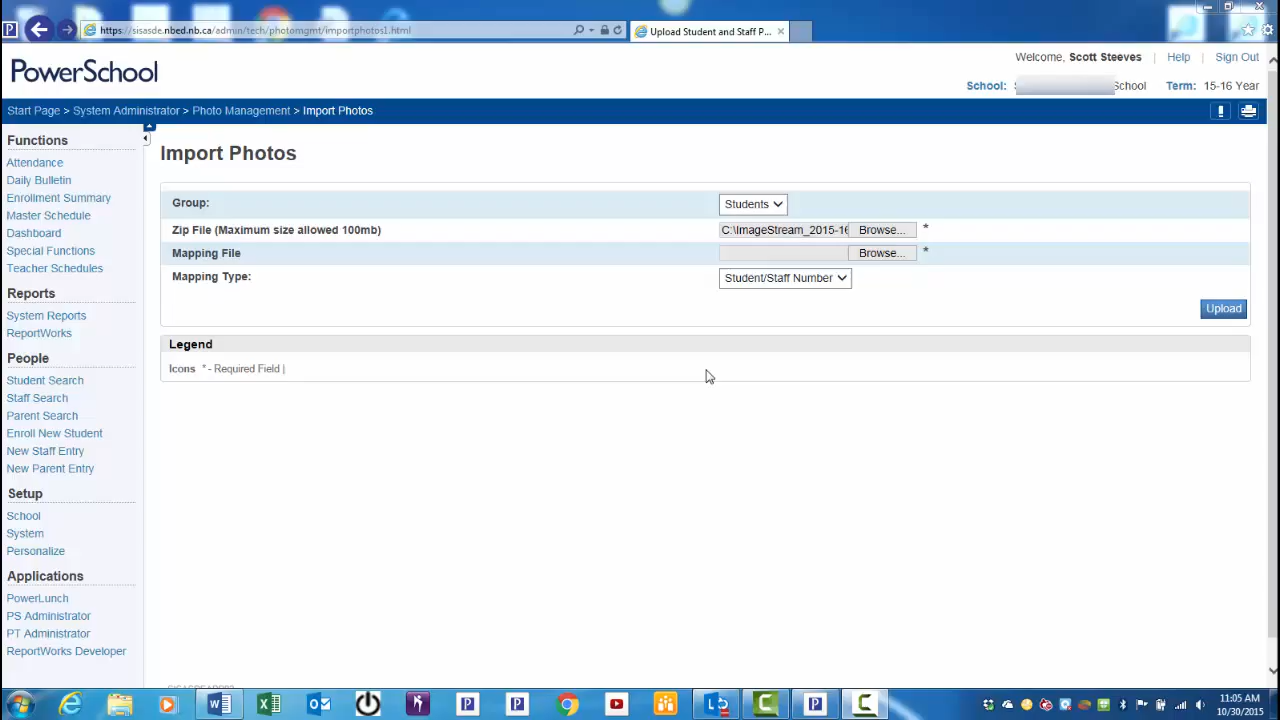 https://sisasde.nbed.nb.ca/admin/tech/photomgmt/importphotos1.html
Upload Student and Staff P...
PowerSchool
Welcome, Scott Steeves | Help | Sign Out
School: School Term: 15-16 Year
Start Page > System Administrator > Photo Management > Import Photos
Functions
Attendance
Daily Bulletin
Enrollment Summary
Master Schedule
Dashboard
Special Functions
Teacher Schedules
Reports
System Reports
ReportWorks
People
Student Search
Staff Search
Parent Search
Enroll New Student
New Staff Entry
New Parent Entry
Setup
School
System
Personalize
Applications
PowerLunch
PS Administrator
PT Administrator
ReportWorks Developer
Import Photos
Group: Students
Zip File (Maximum size allowed 100mb) C:\ImageStream_2015-16 Browse... *
Mapping File Browse... *
Mapping Type: Student/Staff Number
Upload
Legend
Icons * - Required Field |
11:05 AM
10/30/2015